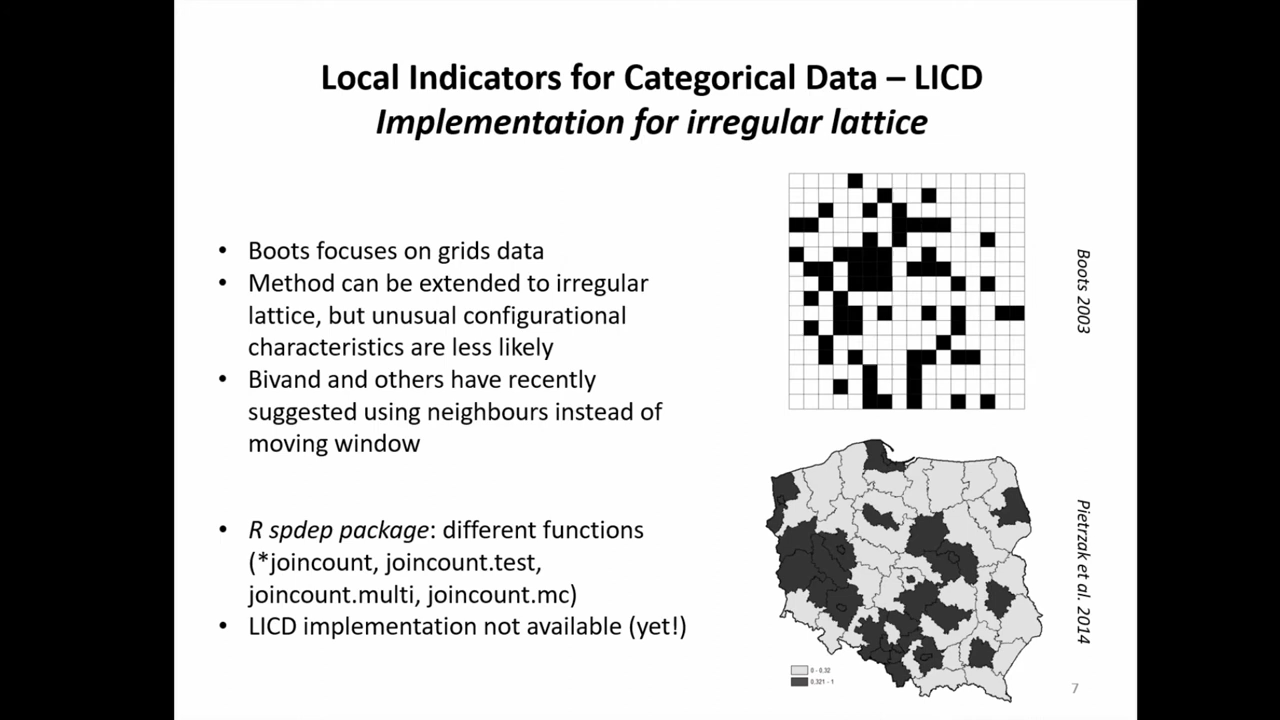 Local Indicators for Categorical Data – LICD
Implementation for irregular lattice
• Boots focuses on grids data
• Method can be extended to irregular
lattice, but unusual configurational
characteristics are less likely
• Bivand and others have recently
suggested using neighbours instead of
moving window
• R spdep package: different functions
(*joincount, joincount.test,
joincount.multi, joincount.mc)
• LICD implementation not available (yet!)
Boots 2003
Pietrzak et al. 2014
0 - 0,32
0,321 - 1
7